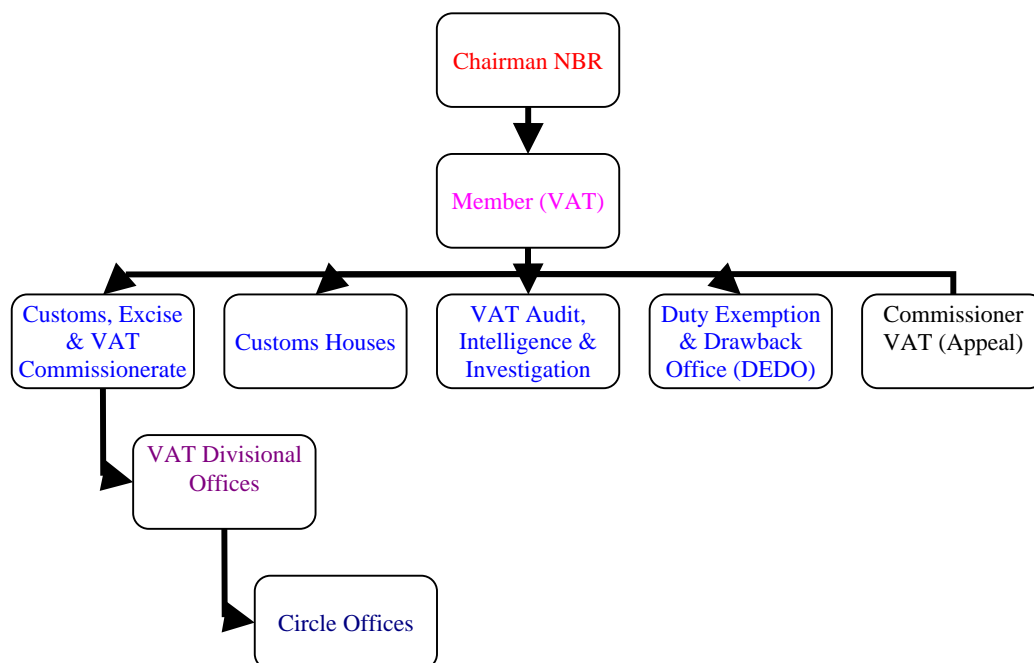 Chairman NBR
Member (VAT)
Customs, Excise
& VAT
Commissionerate
Customs Houses
VAT Audit,
Intelligence &
Investigation
Duty Exemption
& Drawback
Office (DEDO)
Commissioner
VAT (Appeal)
VAT Divisional
Offices
Circle Offices